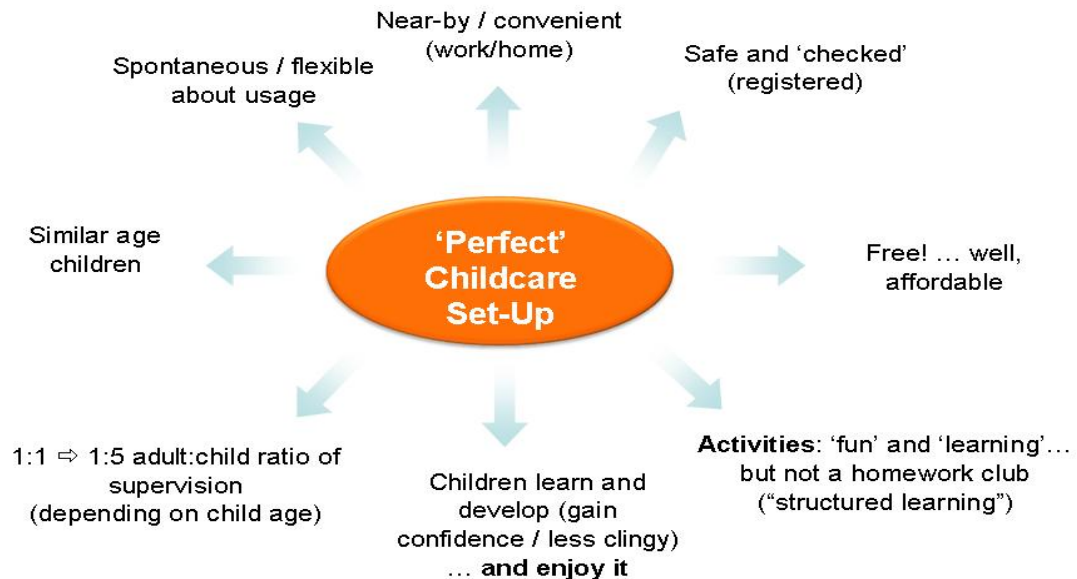 Near-by / convenient
(work/home)
Safe and ‘checked’
(registered)
Spontaneous / flexible
about usage
Similar age
children
‘Perfect’
Childcare
Set-Up
Free! ... well,
affordable
1:1 ⇨ 1:5 adult:child ratio of
supervision
(depending on child age)
Children learn and
develop (gain
confidence / less clingy)
... and enjoy it
Activities: ‘fun’ and ‘learning’...
but not a homework club
(“structured learning”)